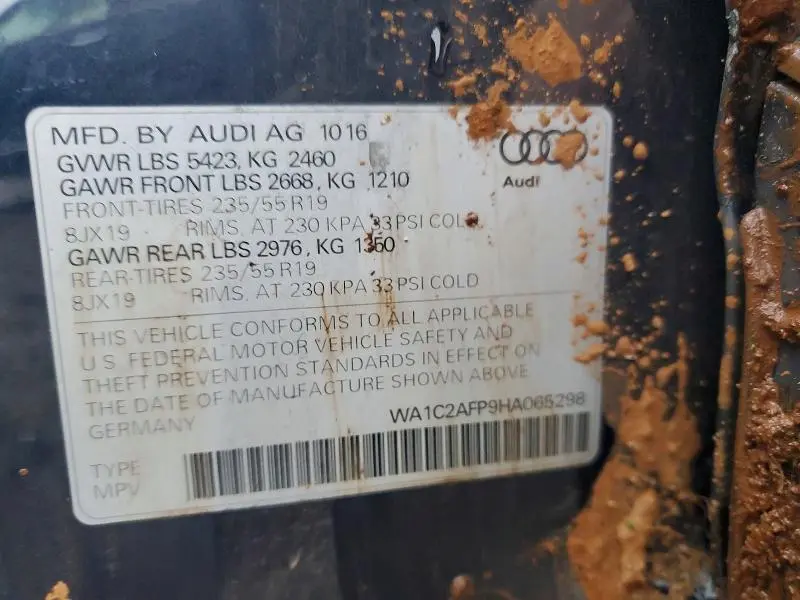 MFD. BY AUDI AG 1016
GVWR LBS 5423, KG 2460
GAWR FRONT LBS 2668, KG 1210
FRONT-TIRES 235/55 R19
8JX19 RIMS, AT 230 KPA 33 PSI COLD
GAWR REAR LBS 2976, KG 1350
REAR-TIRES 235/55 R19
8JX19 RIMS, AT 230 KPA 33 PSI COLD
Audi
THIS VEHICLE CONFORMS TO ALL APPLICABLE
U S FEDERAL MOTOR VEHICLE SAFETY AND
THEFT PREVENTION STANDARDS IN EFFECT ON
THE DATE OF MANUFACTURE SHOWN ABOVE
GERMANY WA1C2AFP9HA065298
TYPE
MPV